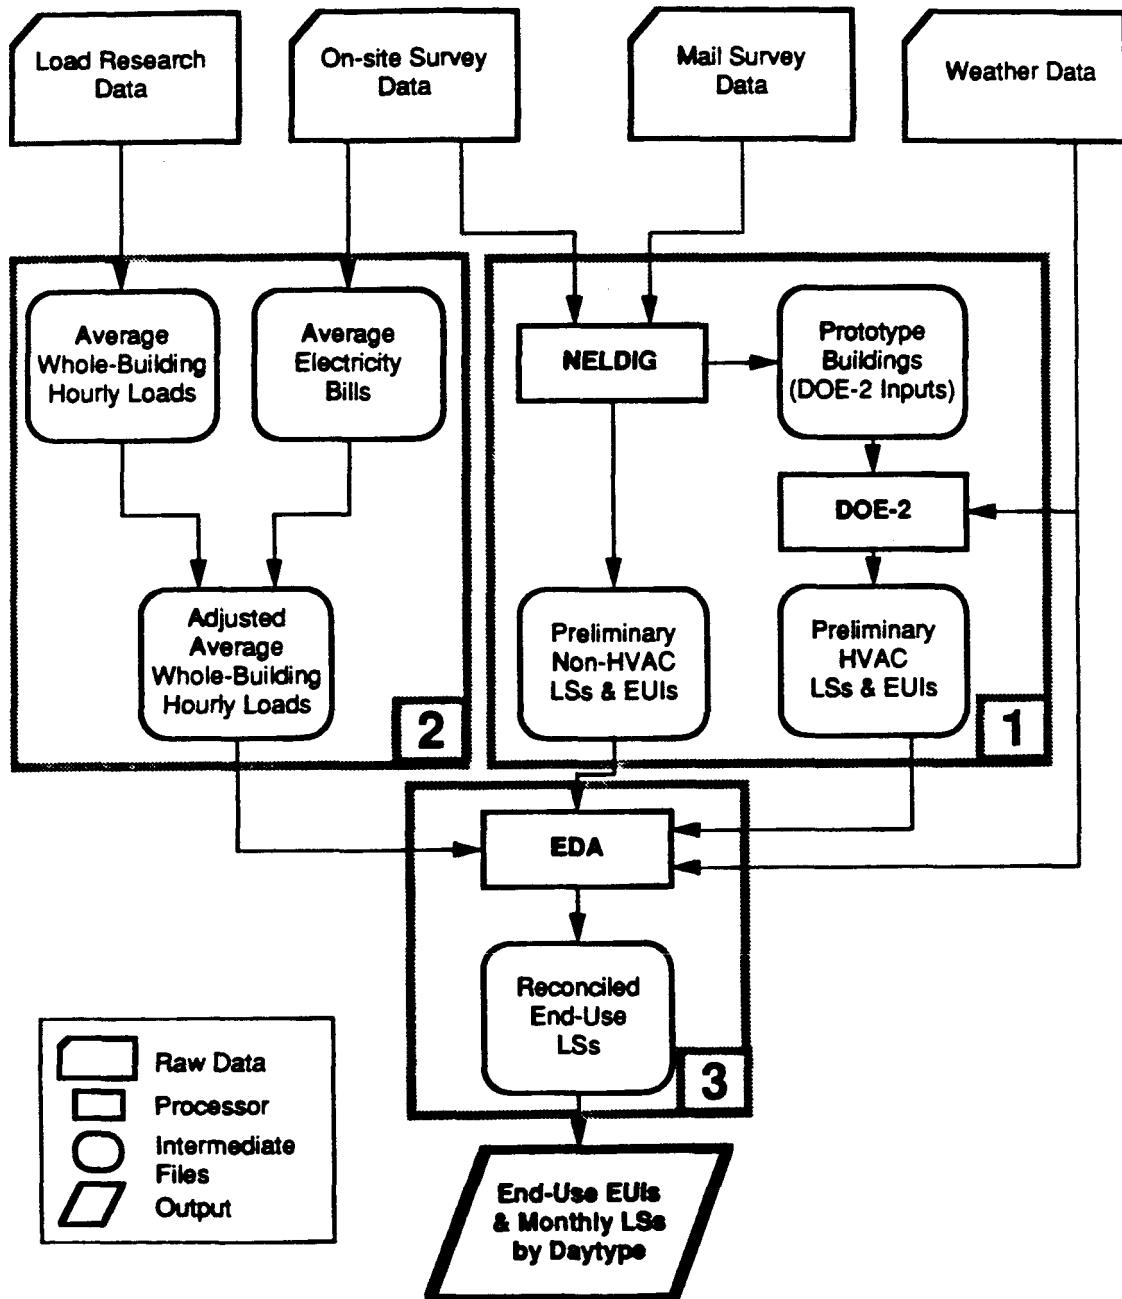 Load Research
Data
On-site Survey
Data
Mail Survey
Data
Weather Data
Average
Whole-Building
Hourly Loads
Average
Electricity
Bills
NELDIG
Prototype
Buildings
(DOE-2 Inputs)
DOE-2
Adjusted
Average
Whole-Building
Hourly Loads
2
Preliminary
Non-HVAC
LSs & EUIs
Preliminary
HVAC
LSs & EUIs
1
EDA
Reconciled
End-Use
LSs
3
Raw Data
Processor
Intermediate
Files
Output
End-Use EUIs
& Monthly LSs
by Daytype